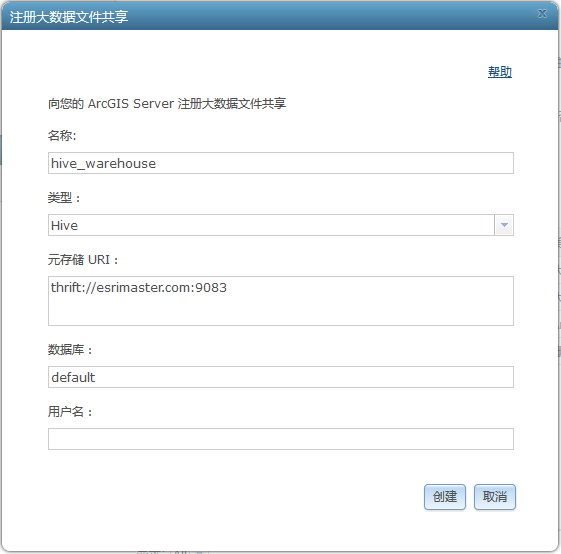 注册大数据文件共享
帮助
向您的 ArcGIS Server 注册大数据文件共享
名称:
hive_warehouse
类型：
Hive
元存储 URI：
thrift://esrimaster.com:9083
数据库：
default
用户名：
创建 取消